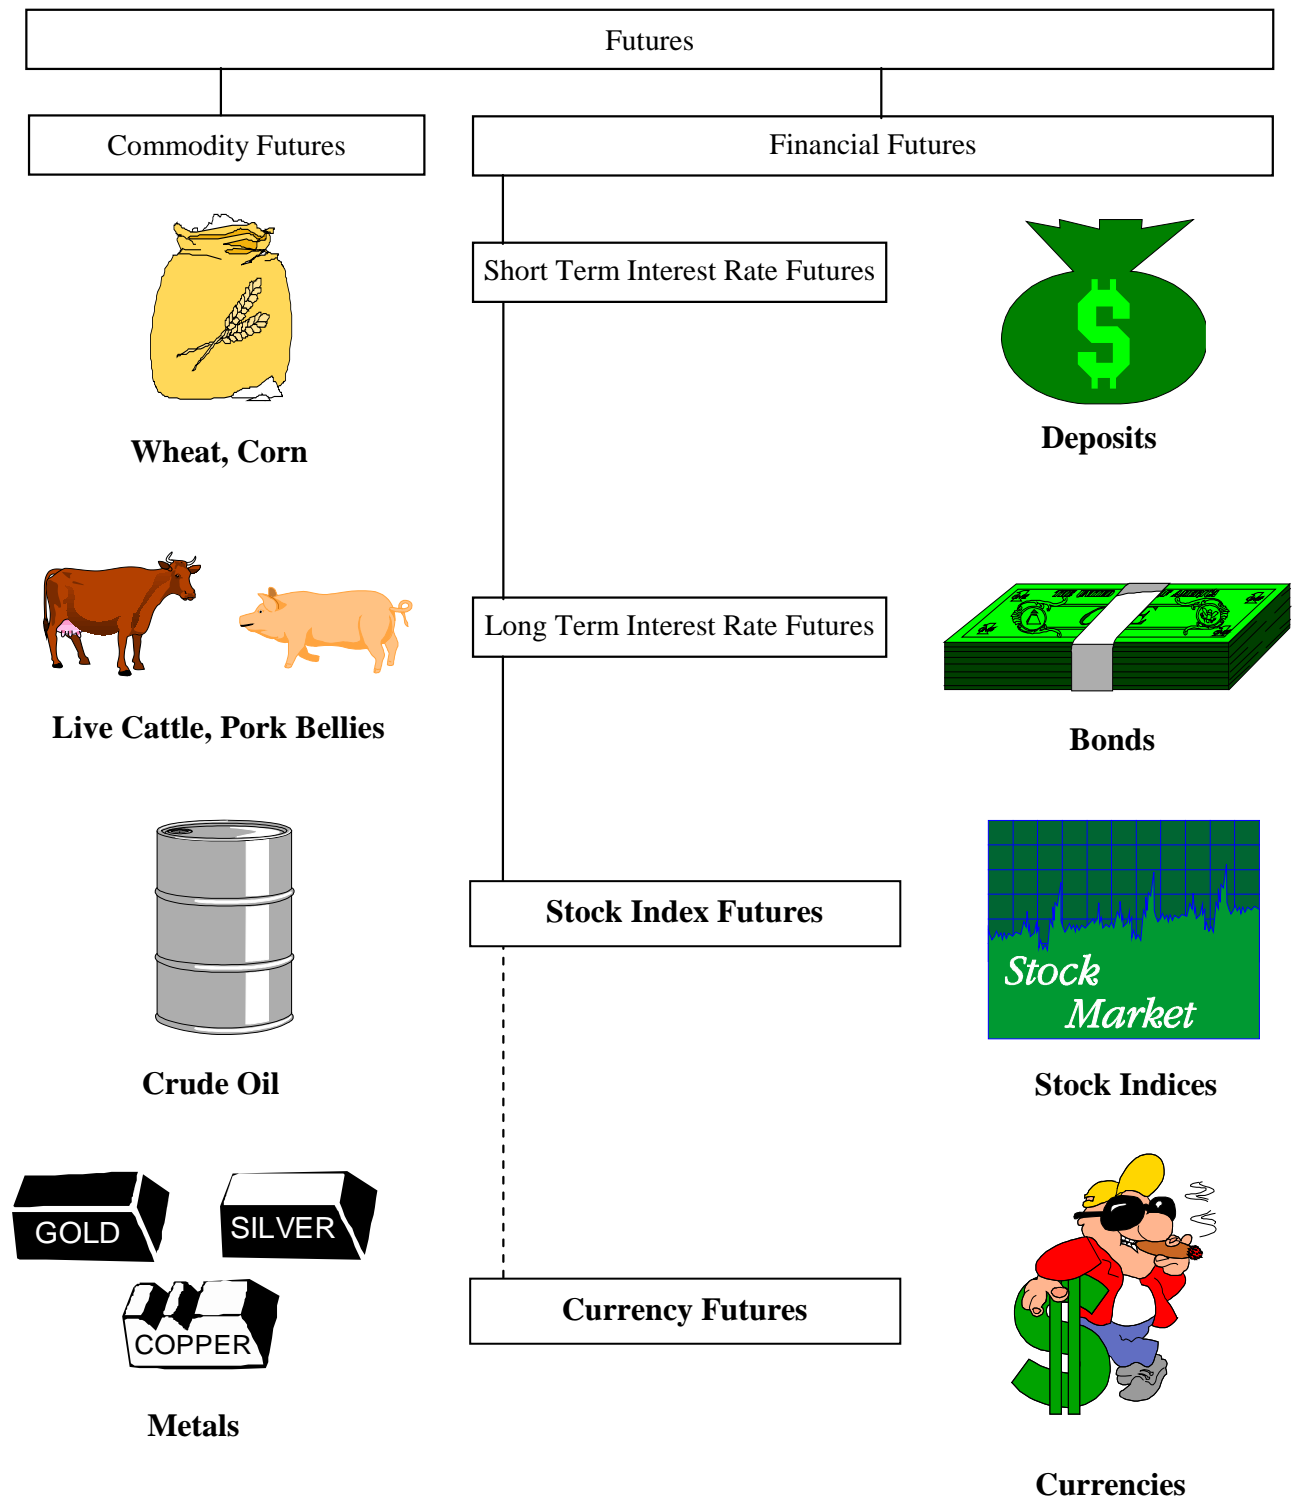 Futures
Commodity Futures
Financial Futures
Short Term Interest Rate Futures
Wheat, Corn
Deposits
Long Term Interest Rate Futures
Live Cattle, Pork Bellies
Bonds
Stock Index Futures
Stock
Market
Crude Oil
Stock Indices
GOLD
SILVER
COPPER
Currency Futures
Metals
Currencies